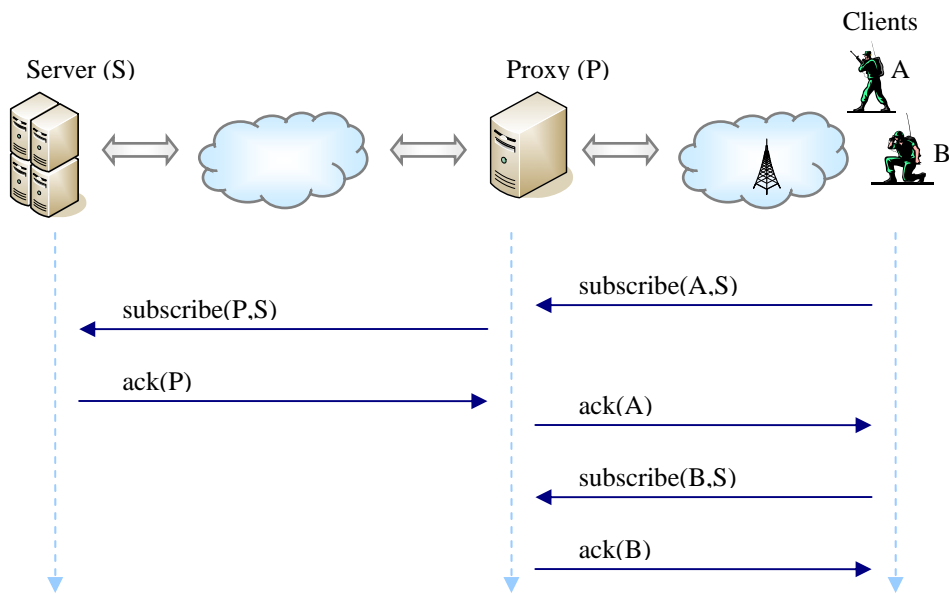 Clients
Server (S)
Proxy (P)
A
B
subscribe(A,S)
subscribe(P,S)
ack(P)
ack(A)
subscribe(B,S)
ack(B)